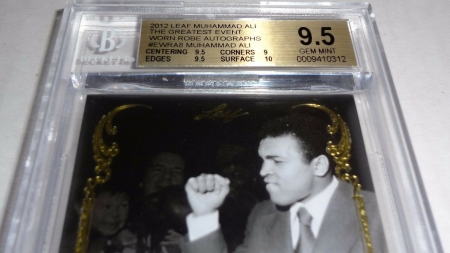 2012 LEAF MUHAMMAD ALI
THE GREATEST EVENT
WORN ROBE AUTOGRAPHS
#EWRA8 MUHAMMAD ALI
CENTERING 9.5 CORNERS 9
EDGES 9.5 SURFACE 10
9.5
GEM MINT
0009410312
B
BECKETT
Leaf